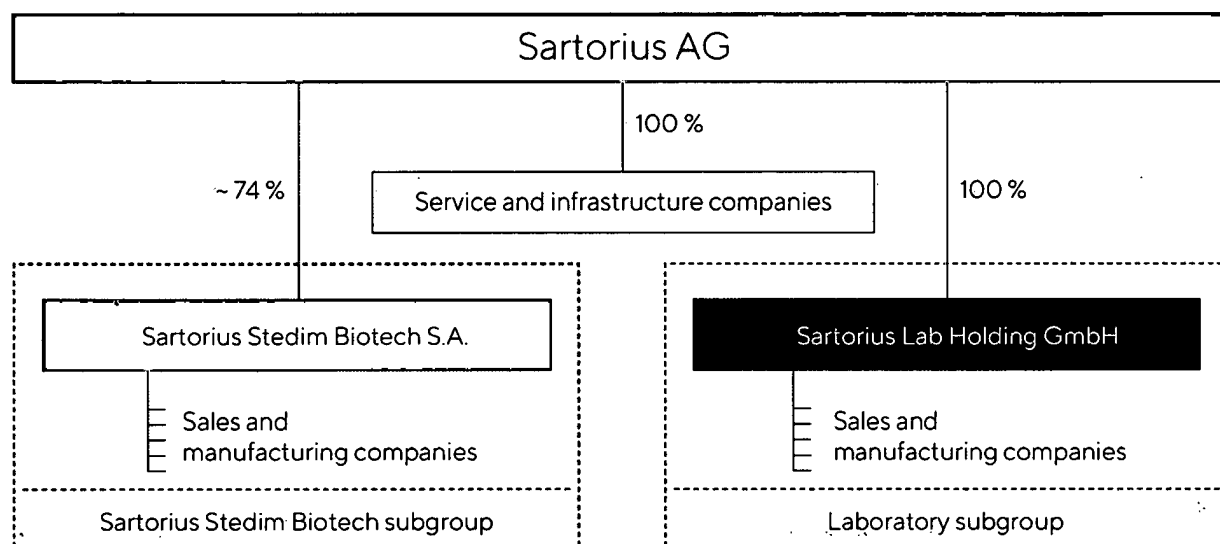 Sartorius AG
100 %
~ 74 %
Service and infrastructure companies
100 %
Sartorius Stedim Biotech S.A.
Sartorius Lab Holding GmbH
Sales and
manufacturing companies
Sales and
manufacturing companies
Sartorius Stedim Biotech subgroup
Laboratory subgroup